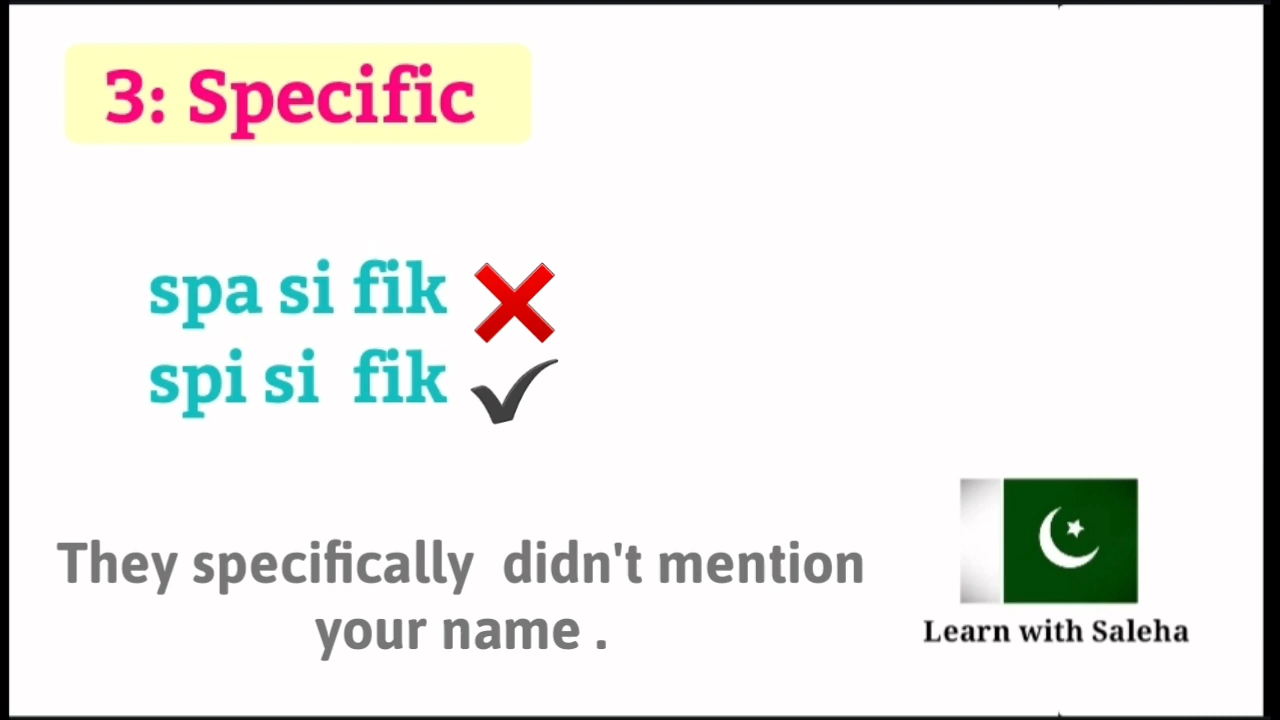 3: Specific
spa si fik
spi si fik
They specifically didn't mention
your name .
Learn with Saleha